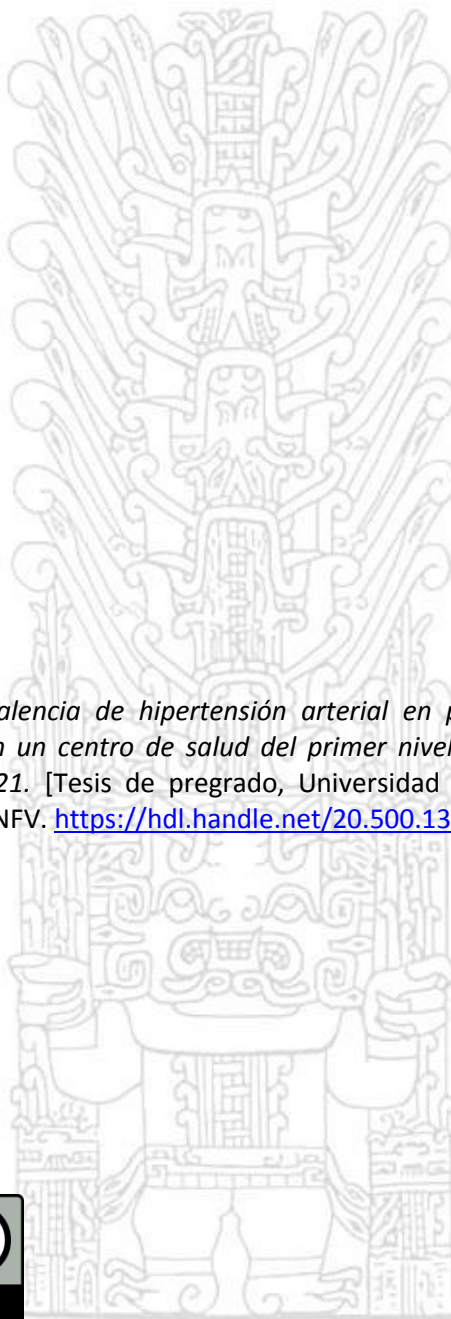 alencia de hipertensión arterial en p
n un centro de salud del primer nivel
21. [Tesis de pregrado, Universidad
NFV. https://hdl.handle.net/20.500.13